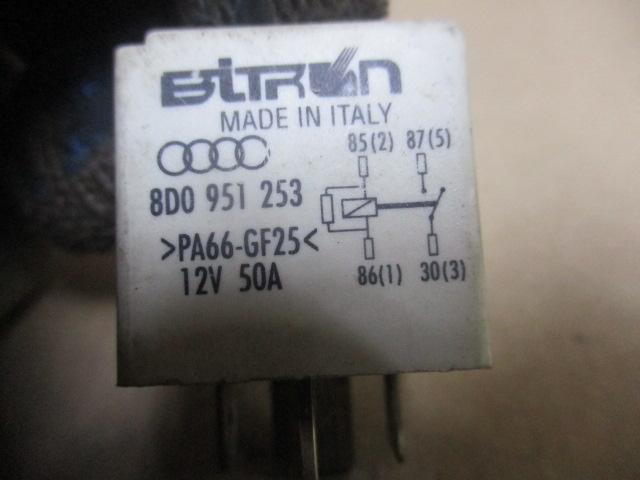 BITRON
MADE IN ITALY
85(2) 87(5)
8D0 951 253
>PA66-GF25<
12V 50A
86(1) 30(3)